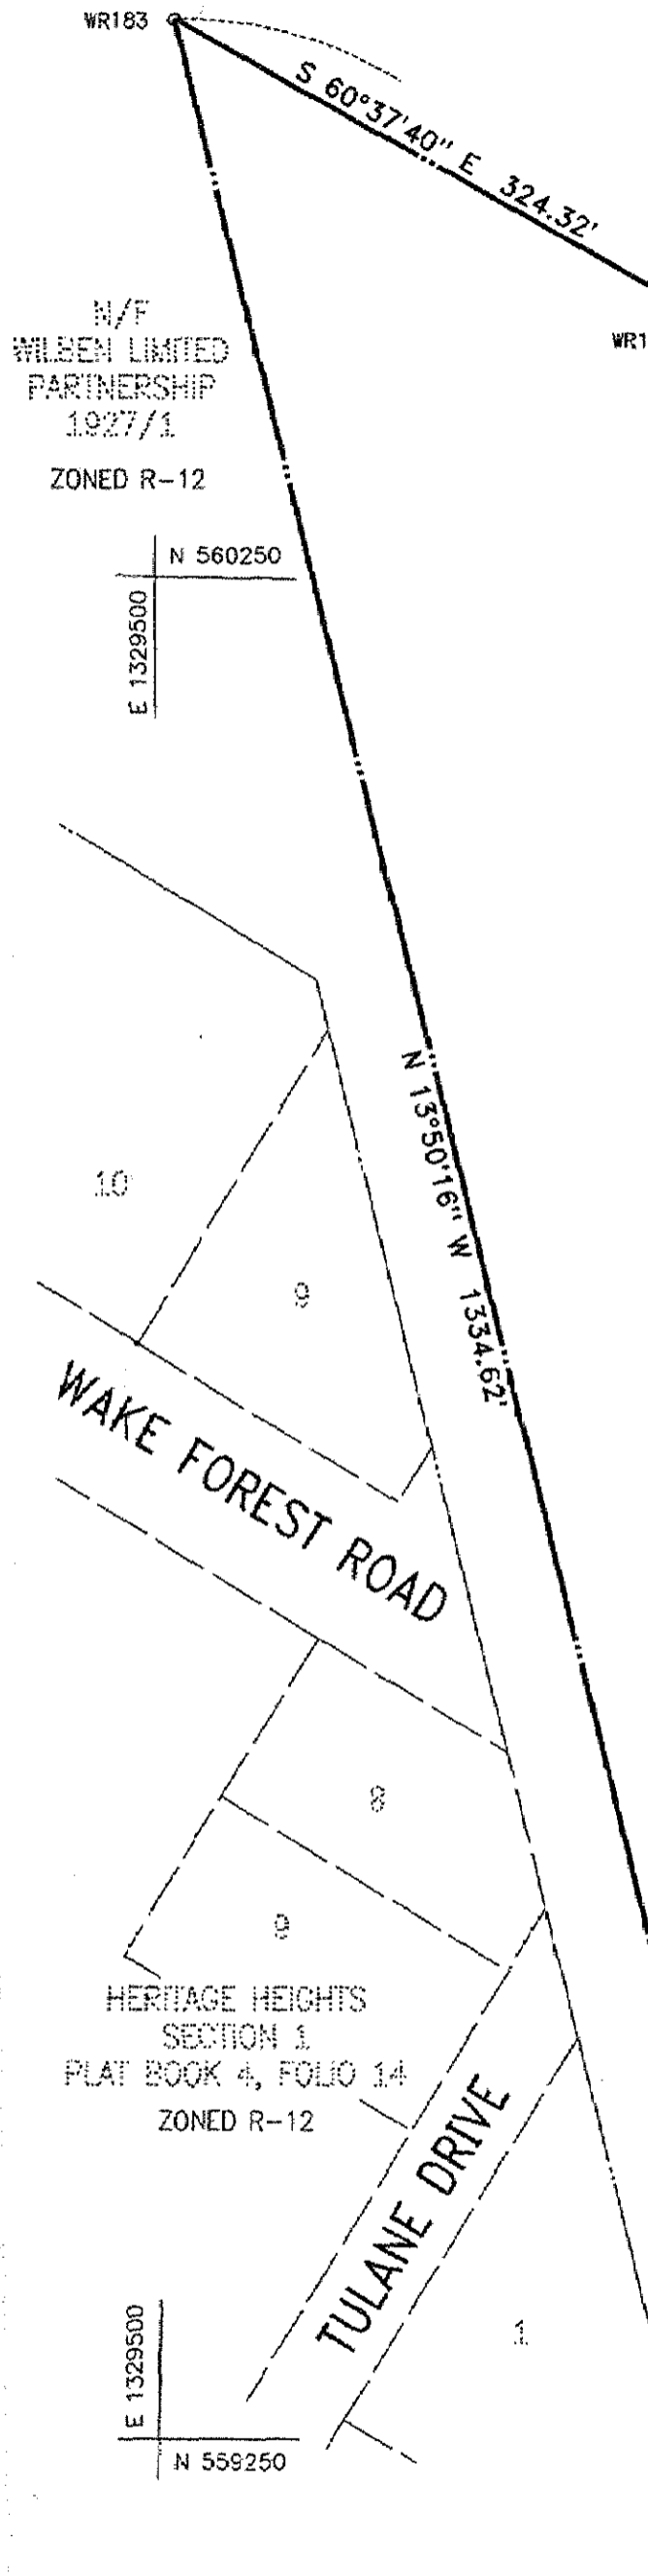 WR183
S 60°37'40" E 324.32'
N/F
WILBEN LIMITED
PARTNERSHIP
1927/1
ZONED R-12
WR1
N 560250
E 1329500
N 13°50'16" W 1334.62'
10
9
WAKE FOREST ROAD
8
9
HERITAGE HEIGHTS
SECTION 1
PLAT BOOK 4, FOLIO 14
ZONED R-12
TULANE DRIVE
1
E 1329500
N 559250